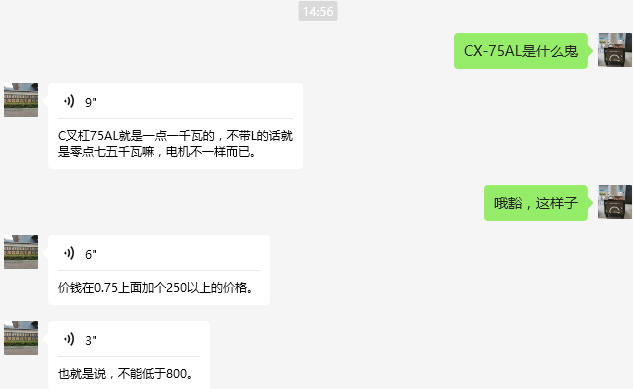 14:56
CX-75AL是什么鬼
9"
C叉杠75AL就是一点一千瓦的，不带L的话就
是零点七五千瓦嘛，电机不一样而已。
哦豁，这样子
6"
价钱在0.75上面加个250以上的价格。
3"
也就是说，不能低于800。